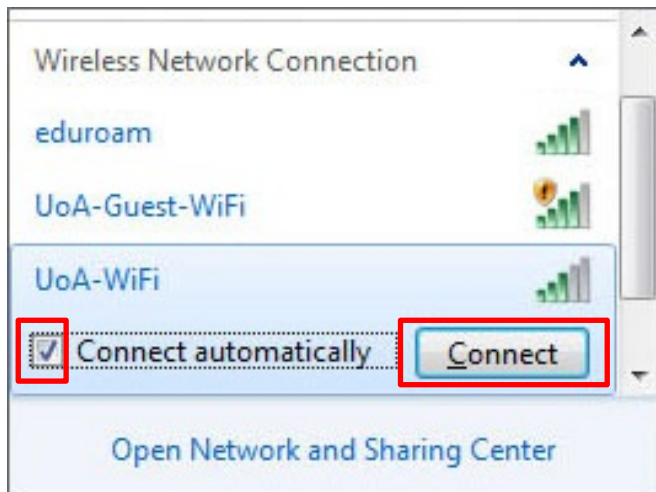 Wireless Network Connection
eduroam
UoA-Guest-WiFi
UoA-WiFi
Connect automatically Connect
Open Network and Sharing Center